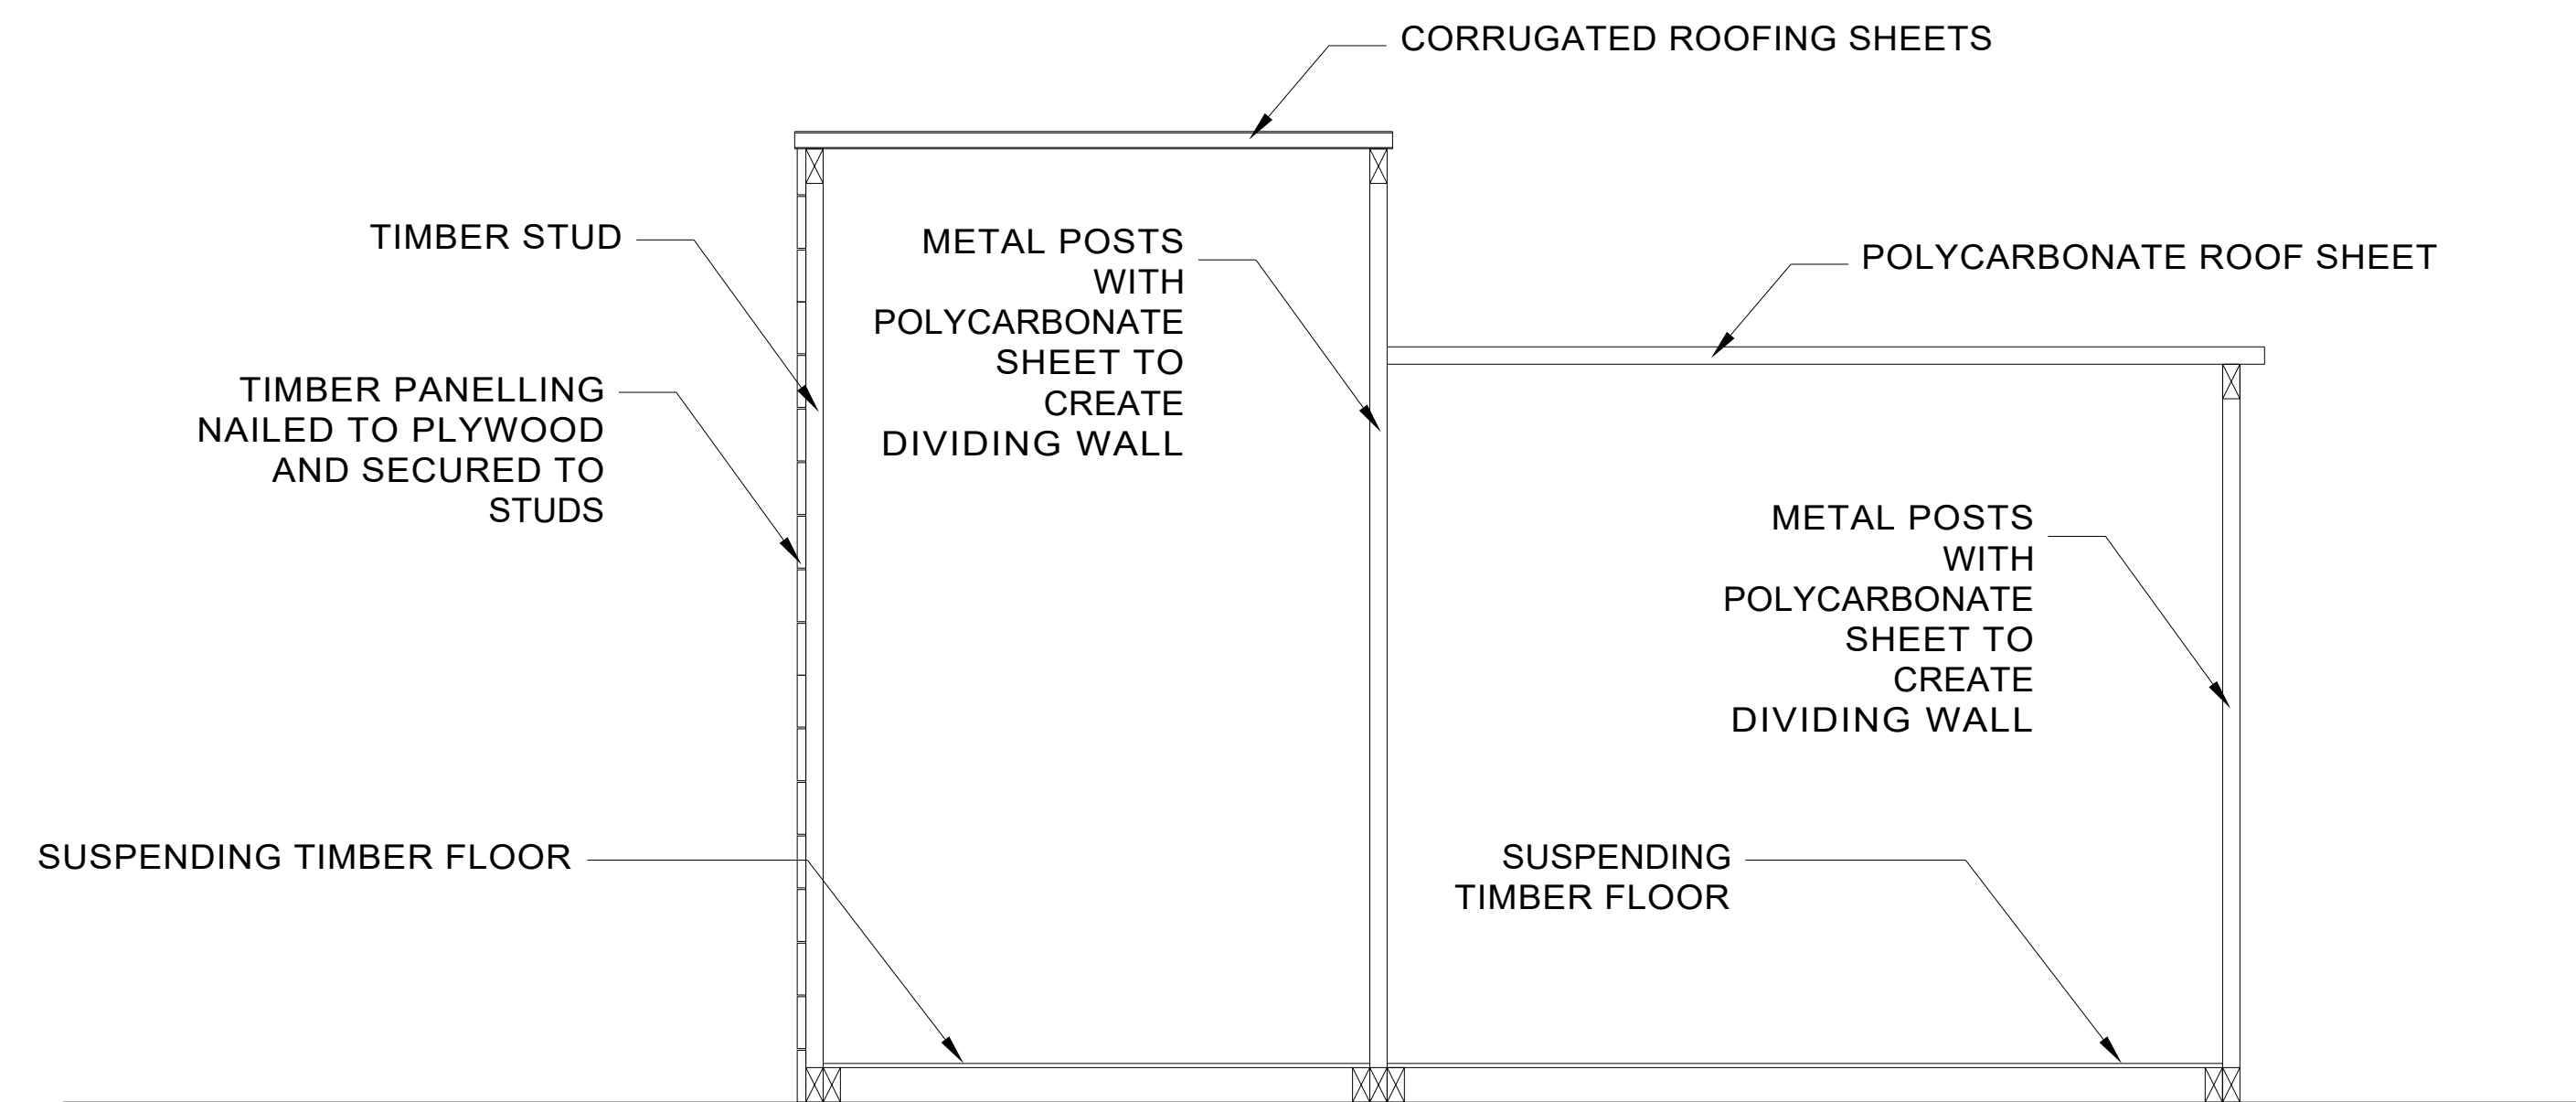 CORRUGATED ROOFING SHEETS
TIMBER STUD
METAL POSTS
WITH
POLYCARBONATE
SHEET TO
CREATE
DIVIDING WALL
POLYCARBONATE ROOF SHEET
TIMBER PANELLING
NAILED TO PLYWOOD
AND SECURED TO
STUDS
METAL POSTS
WITH
POLYCARBONATE
SHEET TO
CREATE
DIVIDING WALL
SUSPENDING TIMBER FLOOR
SUSPENDING
TIMBER FLOOR